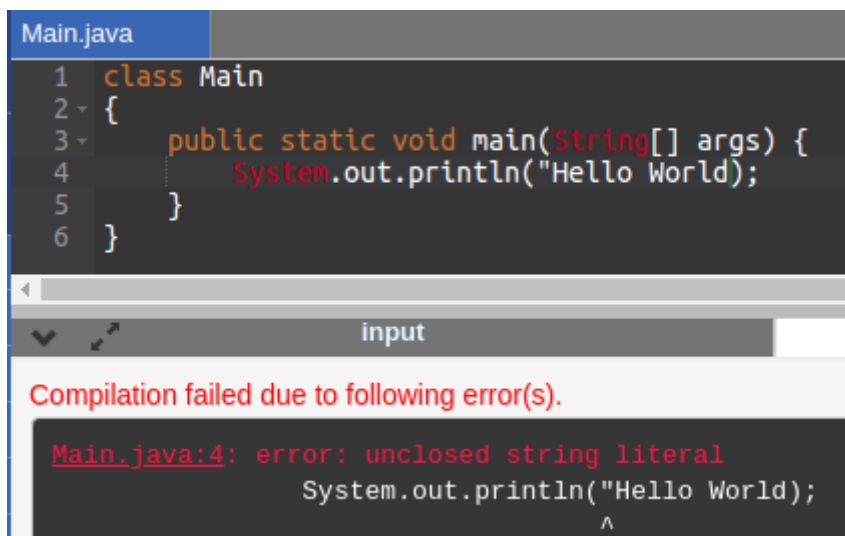 Main.java
1 class Main
2 {
3 public static void main(String[] args) {
4 System.out.println("Hello World);
5 }
6 }
input
Compilation failed due to following error(s).
Main.java:4: error: unclosed string literal
System.out.println("Hello World);
^